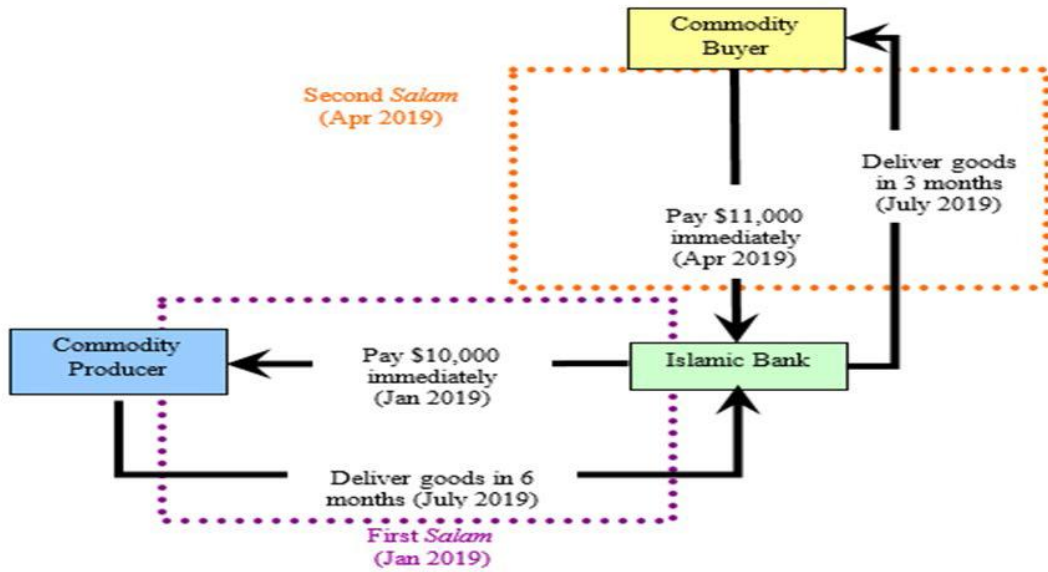 Commodity
Buyer
Second Salam
(Apr 2019)
Deliver goods
in 3 months
(July 2019)
Pay $11,000
immediately
(Apr 2019)
Commodity
Producer
Pay $10,000
immediately
(Jan 2019)
Islamic Bank
Deliver goods in 6
months (July 2019)
First Salam
(Jan 2019)